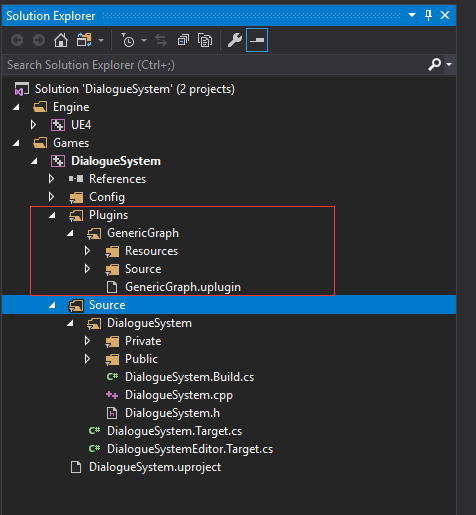 Solution Explorer
Search Solution Explorer (Ctrl+;)
Solution 'DialogueSystem' (2 projects)
Engine
UE4
Games
DialogueSystem
References
Config
Plugins
GenericGraph
Resources
Source
GenericGraph.uplugin
Source
DialogueSystem
Private
Public
C# DialogueSystem.Build.cs
++ DialogueSystem.cpp
h DialogueSystem.h
C# DialogueSystem.Target.cs
C# DialogueSystemEditor.Target.cs
DialogueSystem.uproject